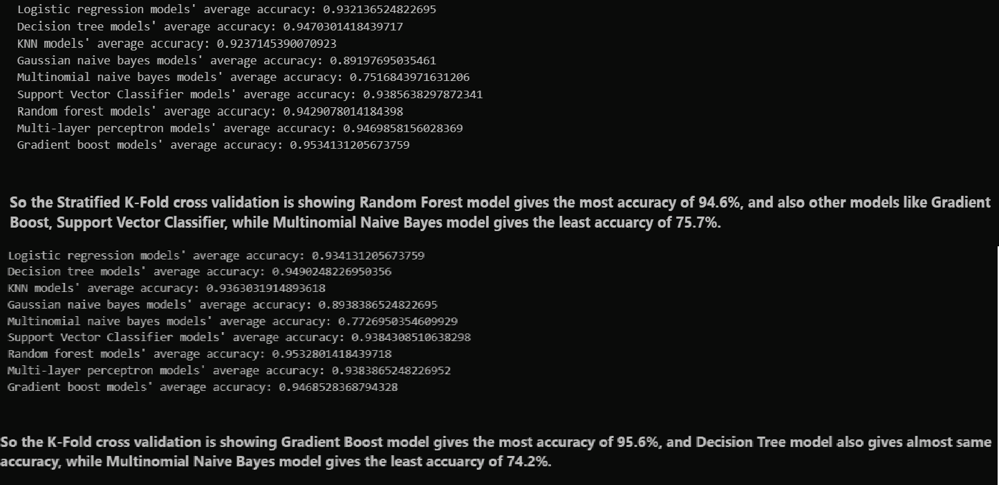 Logistic regression models' average accuracy: 0.932136524822695
Decision tree models' average accuracy: 0.9470301418439717
KNN models' average accuracy: 0.9237145390070923
Gaussian naive bayes models' average accuracy: 0.89197695035461
Multinomial naive bayes models' average accuracy: 0.7516843971631206
Support Vector Classifier models' average accuracy: 0.9385638297872341
Random forest models' average accuracy: 0.9429078014184398
Multi-layer perceptron models' average accuracy: 0.9469858156028369
Gradient boost models' average accuracy: 0.9534131205673759
So the Stratified K-Fold cross validation is showing Random Forest model gives the most accuracy of 94.6%, and also other models like Gradient
Boost, Support Vector Classifier, while Multinomial Naive Bayes model gives the least accuarcy of 75.7%.
Logistic regression models' average accuracy: 0.934131205673759
Decision tree models' average accuracy: 0.9490248226950356
KNN models' average accuracy: 0.9363031914893618
Gaussian naive bayes models' average accuracy: 0.8938386524822695
Multinomial naive bayes models' average accuracy: 0.7726950354609929
Support Vector Classifier models' average accuracy: 0.9384308510638298
Random forest models' average accuracy: 0.9532801418439718
Multi-layer perceptron models' average accuracy: 0.9383865248226952
Gradient boost models' average accuracy: 0.9468528368794328
So the K-Fold cross validation is showing Gradient Boost model gives the most accuracy of 95.6%, and Decision Tree model also gives almost same
accuracy, while Multinomial Naive Bayes model gives the least accuarcy of 74.2%.